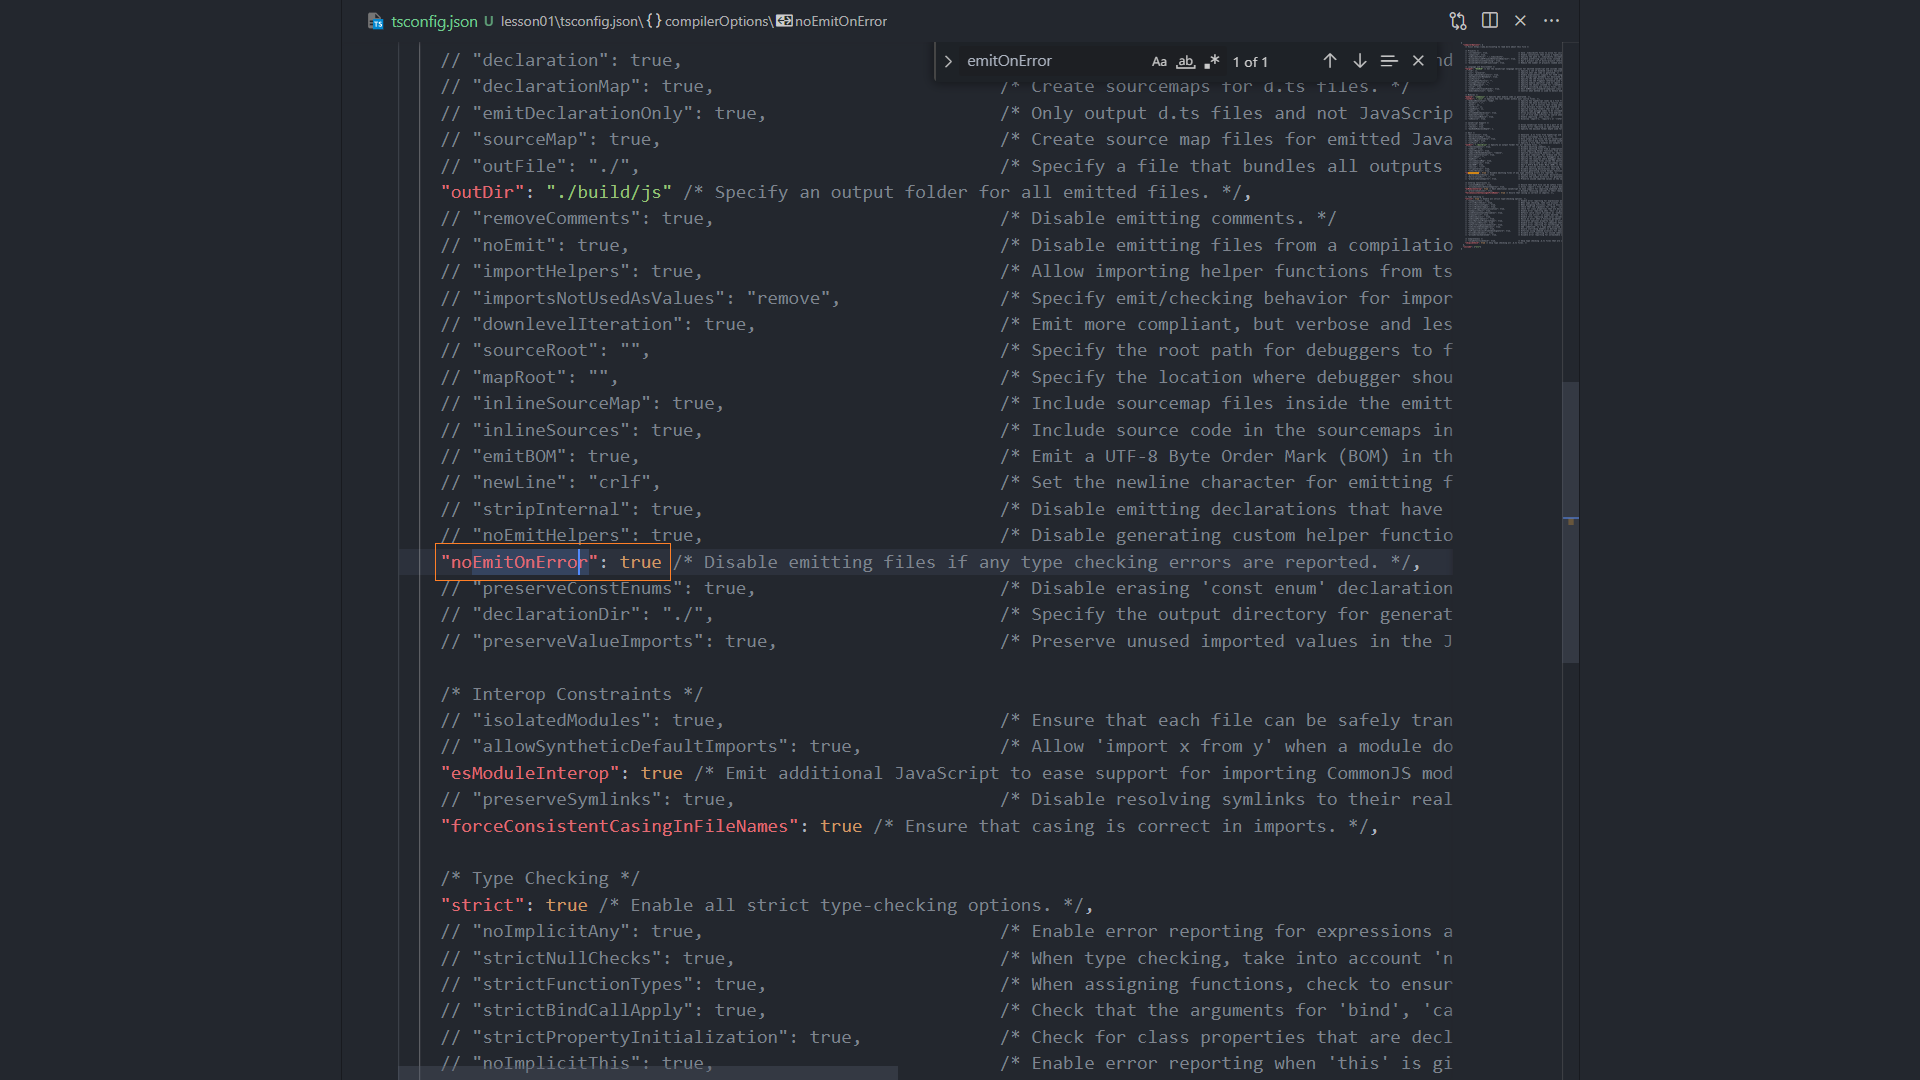 tsconfig.json U lesson01\tsconfig.json\{} compilerOptions\noEmitOnError
emitOnError Aa ab .* 1 of 1
// "declaration": true, nd
// "declarationMap": true, /* Create sourcemaps for d.ts files. */
// "emitDeclarationOnly": true, /* Only output d.ts files and not JavaScrip
// "sourceMap": true, /* Create source map files for emitted Java
// "outFile": "./", /* Specify a file that bundles all outputs
"outDir": "./build/js" /* Specify an output folder for all emitted files. */,
// "removeComments": true, /* Disable emitting comments. */
// "noEmit": true, /* Disable emitting files from a compilatio
// "importHelpers": true, /* Allow importing helper functions from ts
// "importsNotUsedAsValues": "remove", /* Specify emit/checking behavior for impor
// "downlevelIteration": true, /* Emit more compliant, but verbose and les
// "sourceRoot": "", /* Specify the root path for debuggers to f
// "mapRoot": "", /* Specify the location where debugger shou
// "inlineSourceMap": true, /* Include sourcemap files inside the emitt
// "inlineSources": true, /* Include source code in the sourcemaps in
// "emitBOM": true, /* Emit a UTF-8 Byte Order Mark (BOM) in th
// "newLine": "crlf", /* Set the newline character for emitting f
// "stripInternal": true, /* Disable emitting declarations that have
// "noEmitHelpers": true, /* Disable generating custom helper functio
"noEmitOnError": true /* Disable emitting files if any type checking errors are reported. */,
// "preserveConstEnums": true, /* Disable erasing 'const enum' declaration
// "declarationDir": "./", /* Specify the output directory for generat
// "preserveValueImports": true, /* Preserve unused imported values in the J
/* Interop Constraints */
// "isolatedModules": true, /* Ensure that each file can be safely tran
// "allowSyntheticDefaultImports": true, /* Allow 'import x from y' when a module do
"esModuleInterop": true /* Emit additional JavaScript to ease support for importing CommonJS mod
// "preserveSymlinks": true, /* Disable resolving symlinks to their real
"forceConsistentCasingInFileNames": true /* Ensure that casing is correct in imports. */,
/* Type Checking */
"strict": true /* Enable all strict type-checking options. */,
// "noImplicitAny": true, /* Enable error reporting for expressions a
// "strictNullChecks": true, /* When type checking, take into account 'n
// "strictFunctionTypes": true, /* When assigning functions, check to ensur
// "strictBindCallApply": true, /* Check that the arguments for 'bind', 'ca
// "strictPropertyInitialization": true, /* Check for class properties that are decl
// "noImplicitThis": true, /* Enable error reporting when 'this' is gi